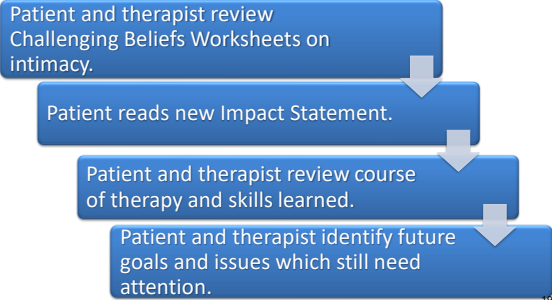 Patient and therapist review
Challenging Beliefs Worksheets on
intimacy.
Patient reads new Impact Statement.
Patient and therapist review course
of therapy and skills learned.
Patient and therapist identify future
goals and issues which still need
attention.